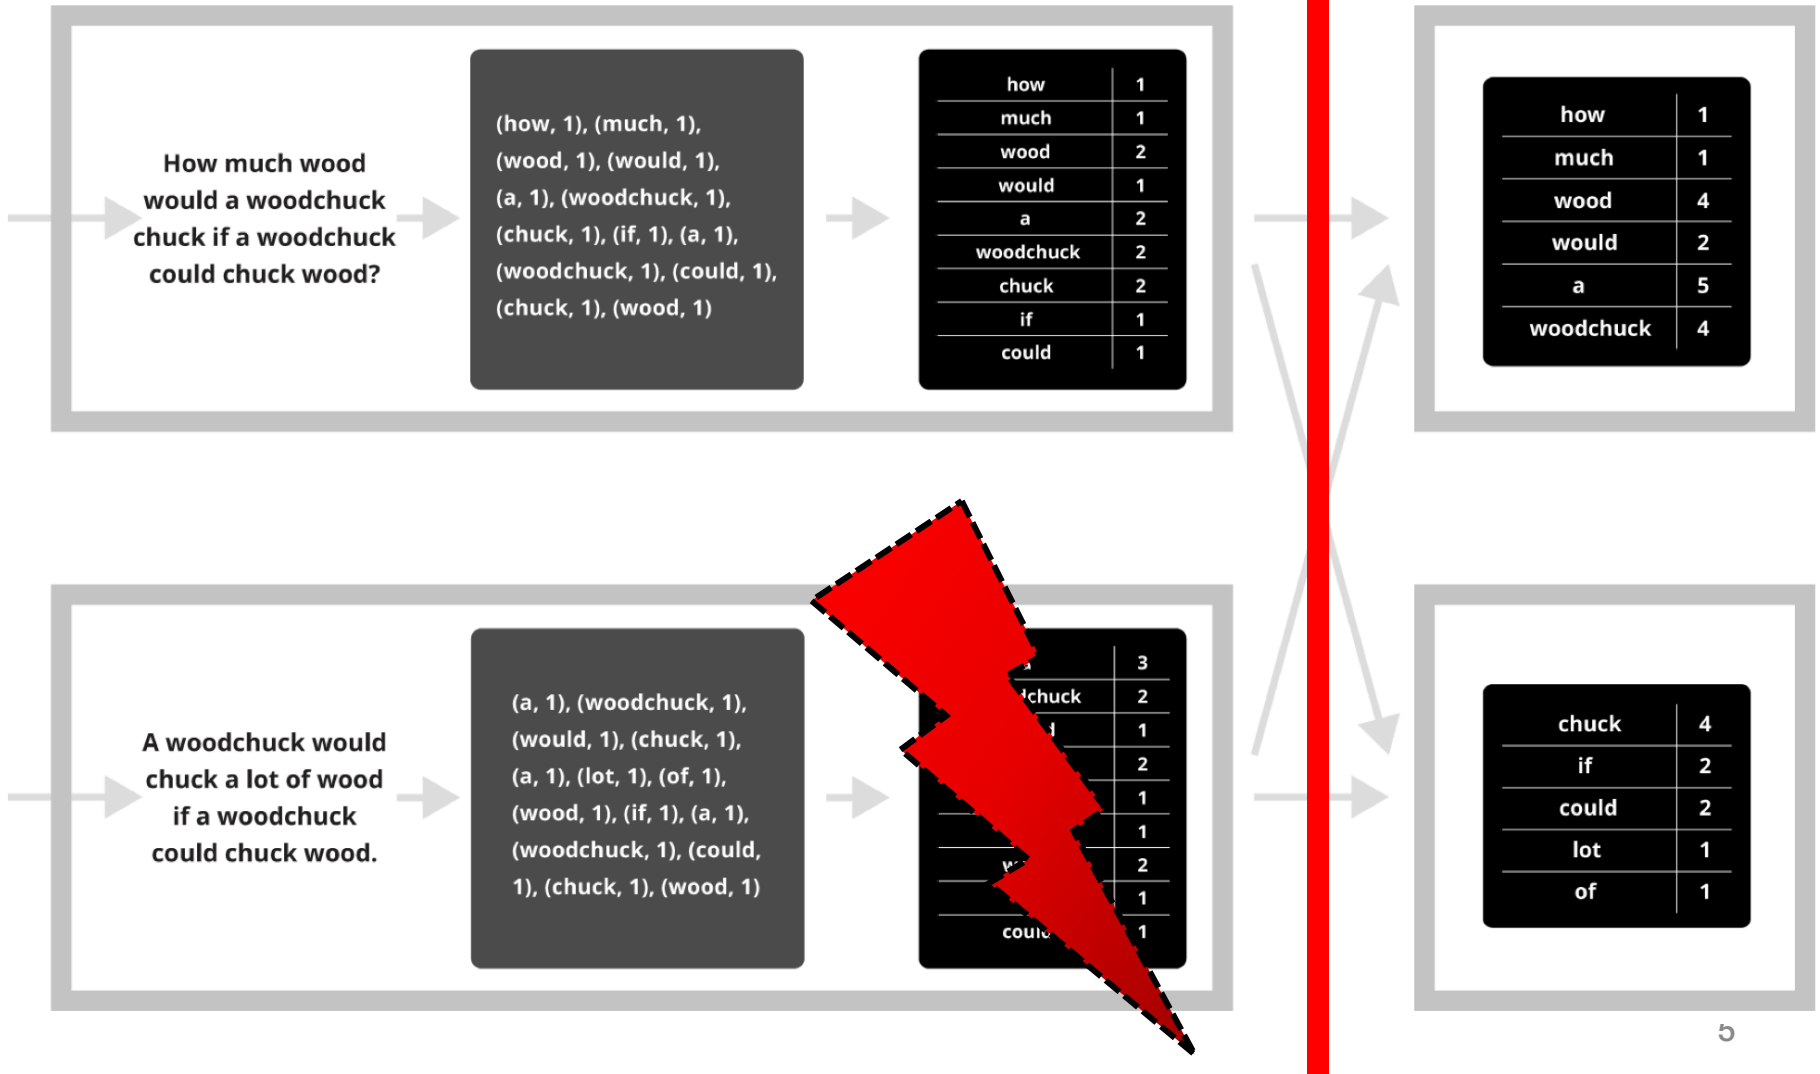 How much wood
would a woodchuck
chuck if a woodchuck
could chuck wood?
(how, 1), (much, 1),
(wood, 1), (would, 1),
(a, 1), (woodchuck, 1),
(chuck, 1), (if, 1), (a, 1),
(woodchuck, 1), (could, 1),
(chuck, 1), (wood, 1)
how 1
much 1
wood 2
would 1
a 2
woodchuck 2
chuck 2
if 1
could 1
how 1
much 1
wood 4
would 2
a 5
woodchuck 4
A woodchuck would
chuck a lot of wood
if a woodchuck
could chuck wood.
(a, 1), (woodchuck, 1),
(would, 1), (chuck, 1),
(a, 1), (lot, 1), (of, 1),
(wood, 1), (if, 1), (a, 1),
(woodchuck, 1), (could,
1), (chuck, 1), (wood, 1)
3
2
1
2
1
1
2
1
1
chuck 4
if 2
could 2
lot 1
of 1
5